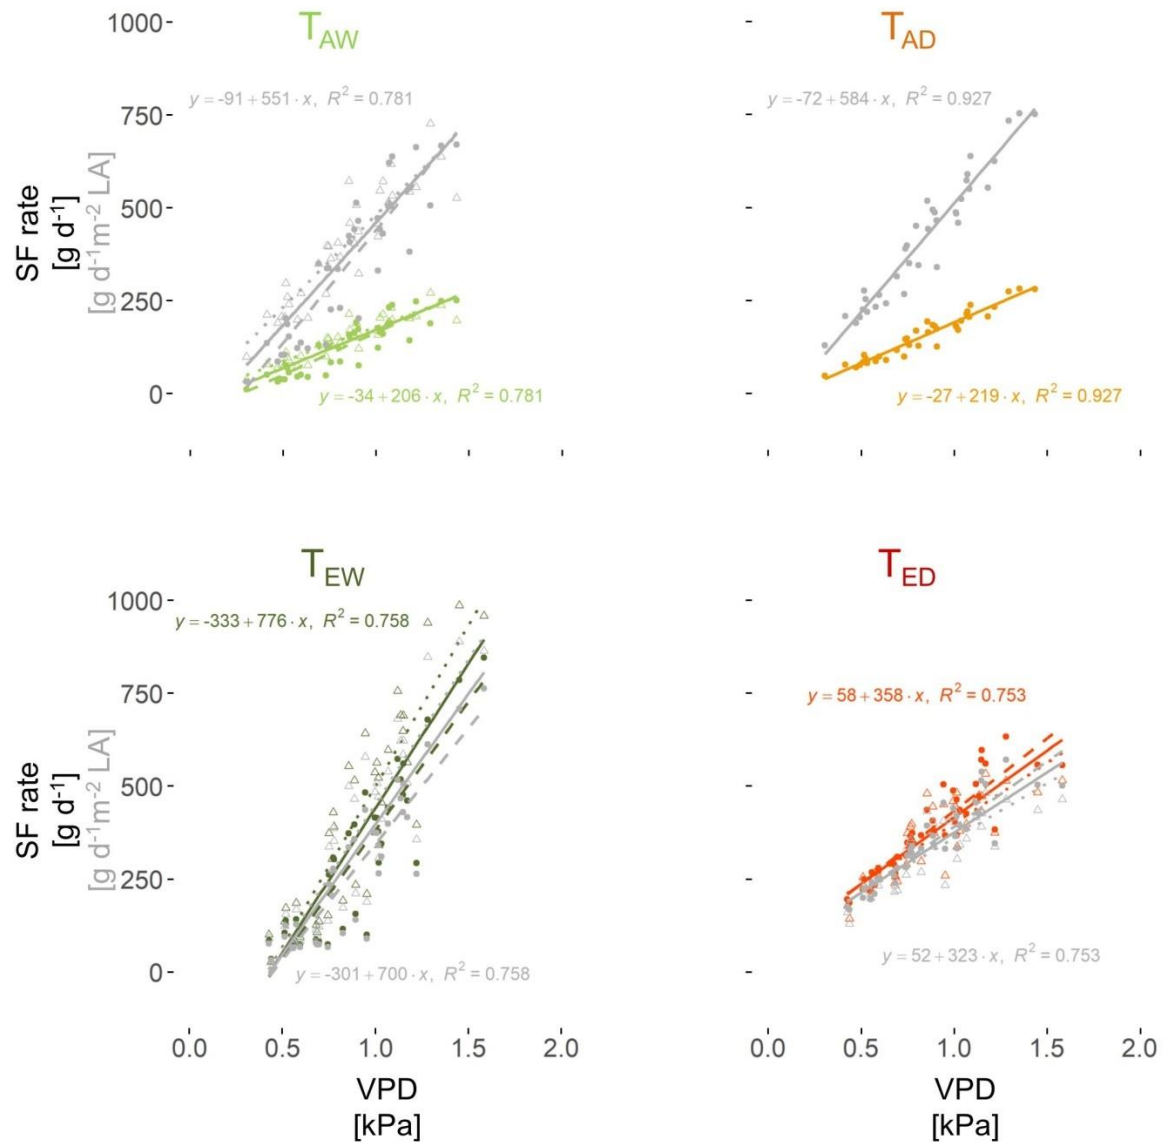 T_AW
T_AD
1000
750
500
250
0
SF rate
[g d⁻¹]
[g d⁻¹m⁻² LA]
y = -91 + 551 · x, R² = 0.781
y = -34 + 206 · x, R² = 0.781
y = -72 + 584 · x, R² = 0.927
y = -27 + 219 · x, R² = 0.927
T_EW
T_ED
1000
750
500
250
0
SF rate
[g d⁻¹]
[g d⁻¹m⁻² LA]
y = -333 + 776 · x, R² = 0.758
y = -301 + 700 · x, R² = 0.758
y = 58 + 358 · x, R² = 0.753
y = 52 + 323 · x, R² = 0.753
0.0 0.5 1.0 1.5 2.0
0.0 0.5 1.0 1.5 2.0
VPD
[kPa]
VPD
[kPa]